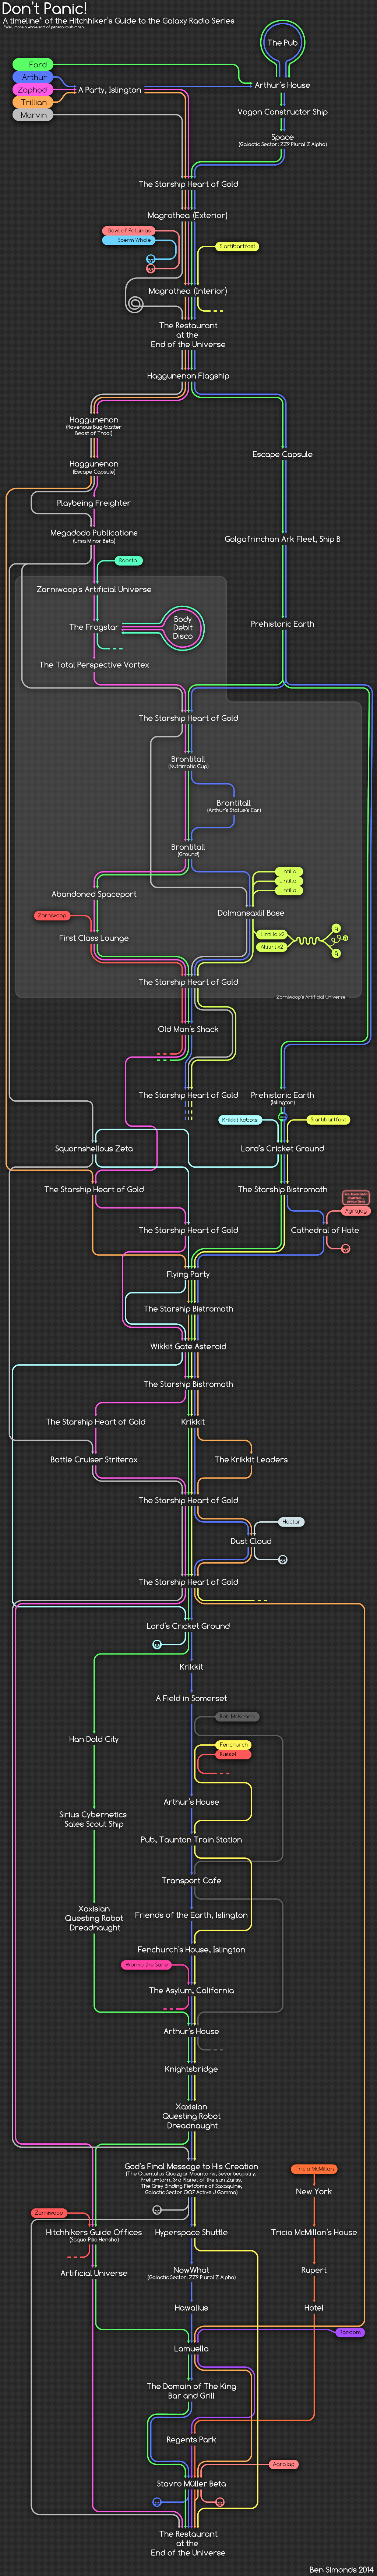 Don't Panic!
A timeline* of the Hitchhiker's Guide to the Galaxy Radio Series
*Well, more a whole sort of general mish-mash.
The Pub
Ford
Arthur
Zaphod
Trillian
Marvin
A Party, Islington
Arthur's House
Vogon Constructor Ship
Space
(Galactic Sector: ZZ9 Plural Z Alpha)
The Starship Heart of Gold
Magrathea (Exterior)
Bowl of Petunias
Sperm Whale
Slartibartfast
Magrathea (Interior)
The Restaurant
at the
End of the Universe
Haggunenon Flagship
Haggunenon
(Ravenous Bug-blatter
Beast of Traal)
Escape Capsule
Haggunenon
(Escape Capsule)
Playbeing Freighter
Megadodo Publications
(Ursa Minor Beta)
Golgafrinchan Ark Fleet, Ship B
Roosta
Zarniwoop's Artificial Universe
The Frogstar
Body
Debit
Disco
Prehistoric Earth
The Total Perspective Vortex
The Starship Heart of Gold
Brontitall
(Nutrimatic Cup)
Brontitall
(Arthur's Statue's Ear)
Brontitall
(Ground)
Lintilla
Lintilla
Lintilla
Abandoned Spaceport
Zarniwoop
Dolmansaxlil Base
First Class Lounge
Lintilla x2
Allitnil x2
The Starship Heart of Gold
Zarniwoop's Artificial Universe
Old Man's Shack
The Starship Heart of Gold
Prehistoric Earth
(Islington)
Krikkit Robots
Slartibartfast
Squornshellous Zeta
Lord's Cricket Ground
The Starship Heart of Gold
The Starship Bistromath
Agrajag
The Starship Heart of Gold
Cathedral of Hate
Flying Party
The Starship Bistromath
Wikkit Gate Asteroid
The Starship Bistromath
The Starship Heart of Gold
Krikkit
Battle Cruiser Striterax
The Krikkit Leaders
The Starship Heart of Gold
Hactar
Dust Cloud
The Starship Heart of Gold
Lord's Cricket Ground
Krikkit
A Field in Somerset
Rob McKenna
Han Dold City
Fenchurch
Russel
Arthur's House
Sirius Cybernetics
Sales Scout Ship
Pub, Taunton Train Station
Transport Cafe
Xaxisian
Questing Robot
Dreadnaught
Friends of the Earth, Islington
Fenchurch's House, Islington
Wonko the Sane
The Asylum, California
Arthur's House
Knightsbridge
Xaxisian
Questing Robot
Dreadnaught
God's Final Message to His Creation
(The Quentulus Quazgar Mountains, Sevorbeupstry,
Preliumtarn, 3rd Planet of the sun Zarss,
The Grey Binding Fiefdoms of Saxaquine,
Galactic Sector QQ7 Active J Gamma)
Tricia McMillan
New York
Zarniwoop
Hitchhikers Guide Offices
(Saquo-Pilia Hensha)
Hyperspace Shuttle
Tricia McMillan's House
Artificial Universe
NowWhat
(Galactic Sector: ZZ9 Plural Z Alpha)
Rupert
Hawalius
Hotel
Random
Lamuella
The Domain of The King
Bar and Grill
Regents Park
Agrajag
Stavro Müller Beta
The Restaurant
at the
End of the Universe
Ben Simonds 2014